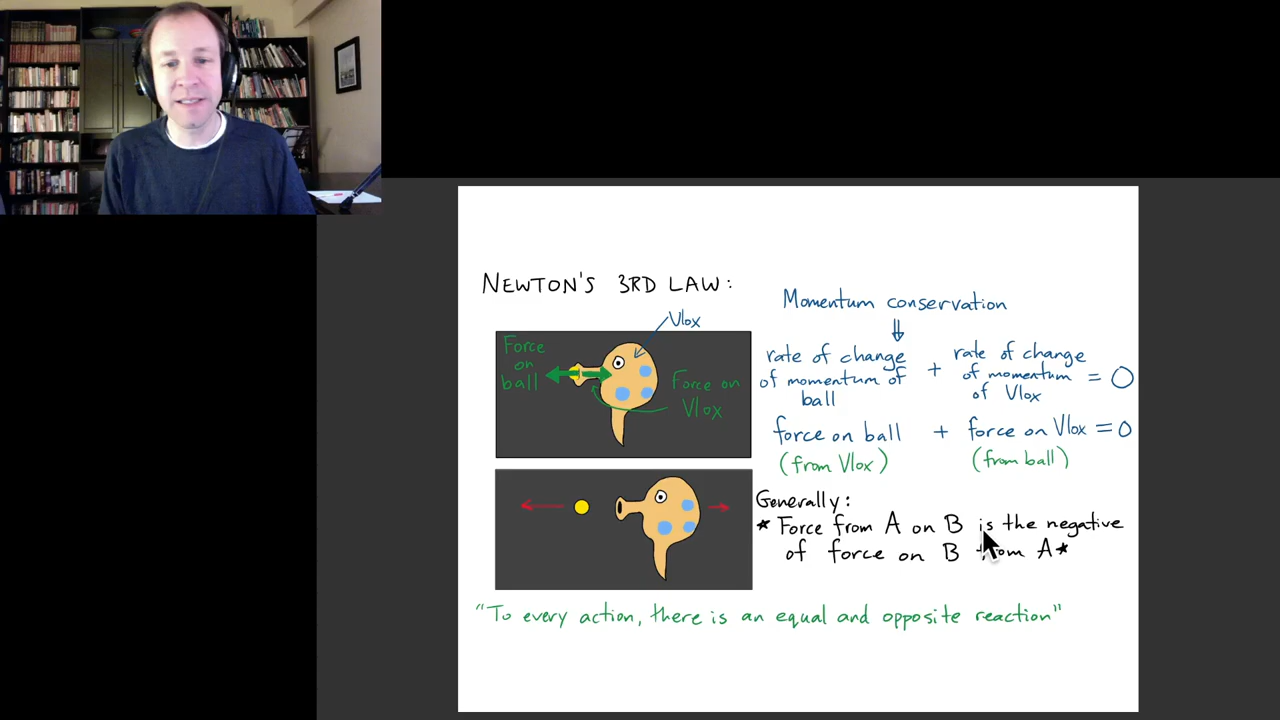 NEWTON'S 3RD LAW:
Vlox
Force
on
ball
Force on
Vlox
Momentum conservation
rate of change
of momentum of
ball
+
rate of change
of momentum
of Vlox
= 0
force on ball + force on Vlox = 0
(from Vlox) (from ball)
Generally:
* Force from A on B is the negative
of force on B from A *
"To every action, there is an equal and opposite reaction"